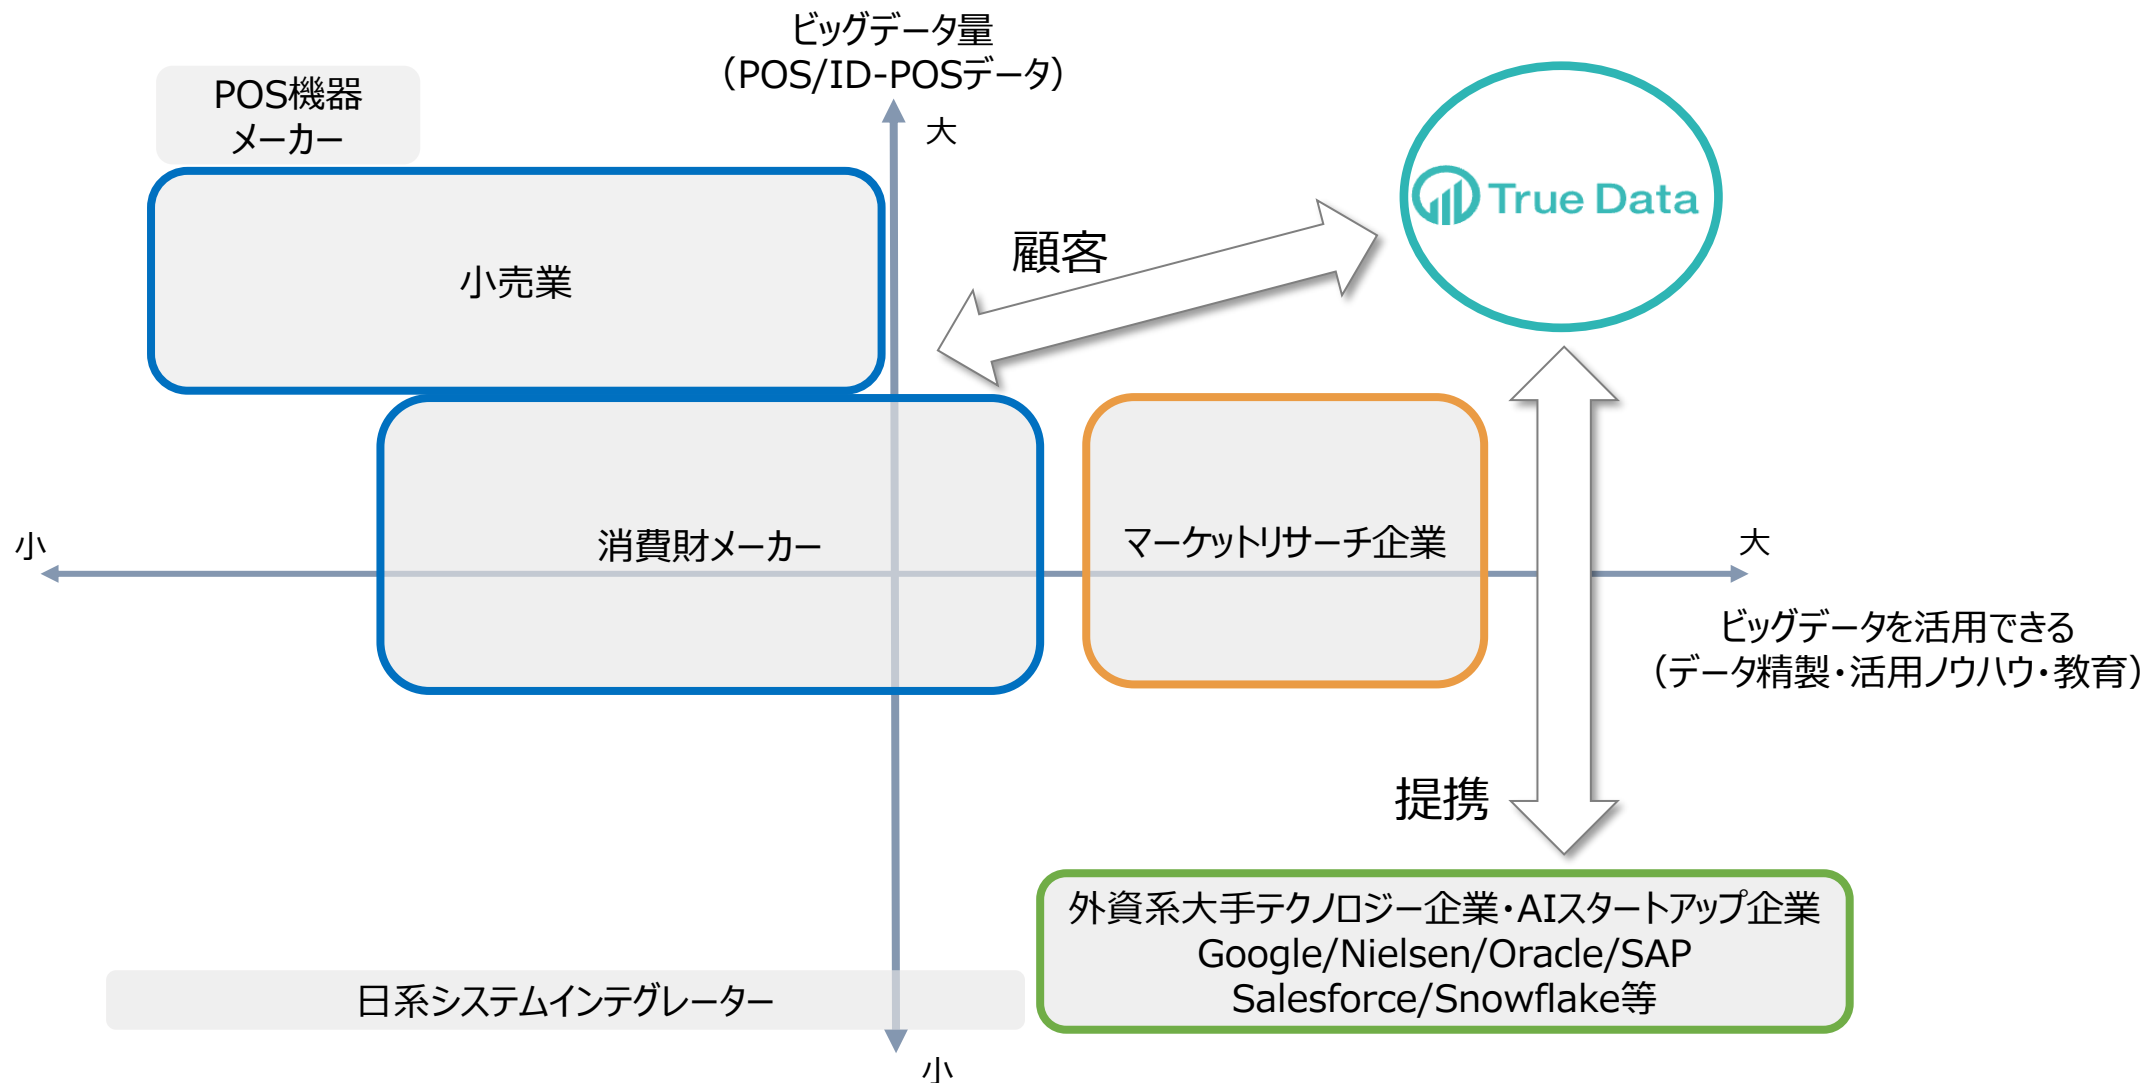 ビッグデータ量
（POS/ID-POSデータ）
大
POS機器
メーカー
True Data
顧客
小売業
消費財メーカー
マーケットリサーチ企業
小
大
ビッグデータを活用できる
（データ精製・活用ノウハウ・教育）
提携
外資系大手テクノロジー企業・AIスタートアップ企業
Google/Nielsen/Oracle/SAP
Salesforce/Snowflake等
日系システムインテグレーター
小